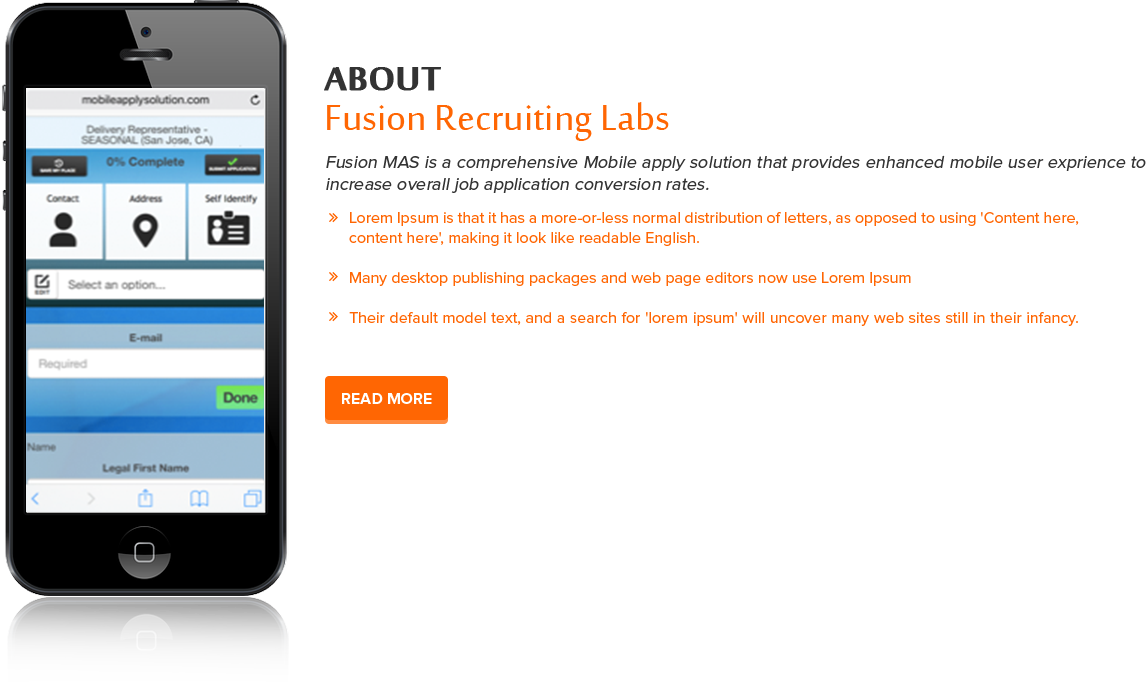 mobileapplysolution.com
Delivery Representative -
SEASONAL (San Jose, CA)
SAVE MY PLACE
0% Complete
SUBMIT APPLICATION
Contact
Address
Self Identify
EDIT
Select an option...
E-mail
Required
Done
Name
Legal First Name
ABOUT
Fusion Recruiting Labs
Fusion MAS is a comprehensive Mobile apply solution that provides enhanced mobile user exprience to
increase overall job application conversion rates.
» Lorem Ipsum is that it has a more-or-less normal distribution of letters, as opposed to using 'Content here,
content here', making it look like readable English.
» Many desktop publishing packages and web page editors now use Lorem Ipsum
» Their default model text, and a search for 'lorem ipsum' will uncover many web sites still in their infancy.
READ MORE